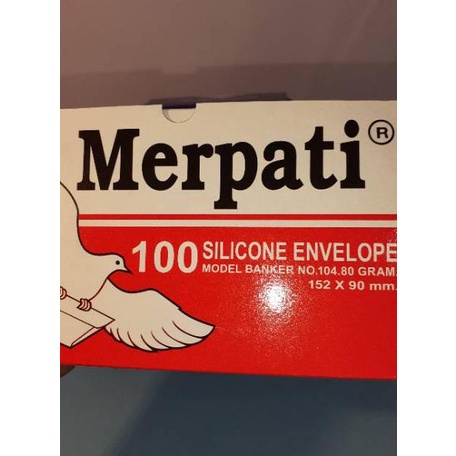 Merpati ®
100 SILICONE ENVELOPE
MODEL BANKER NO.104.80 GRAM.
152 X 90 mm.